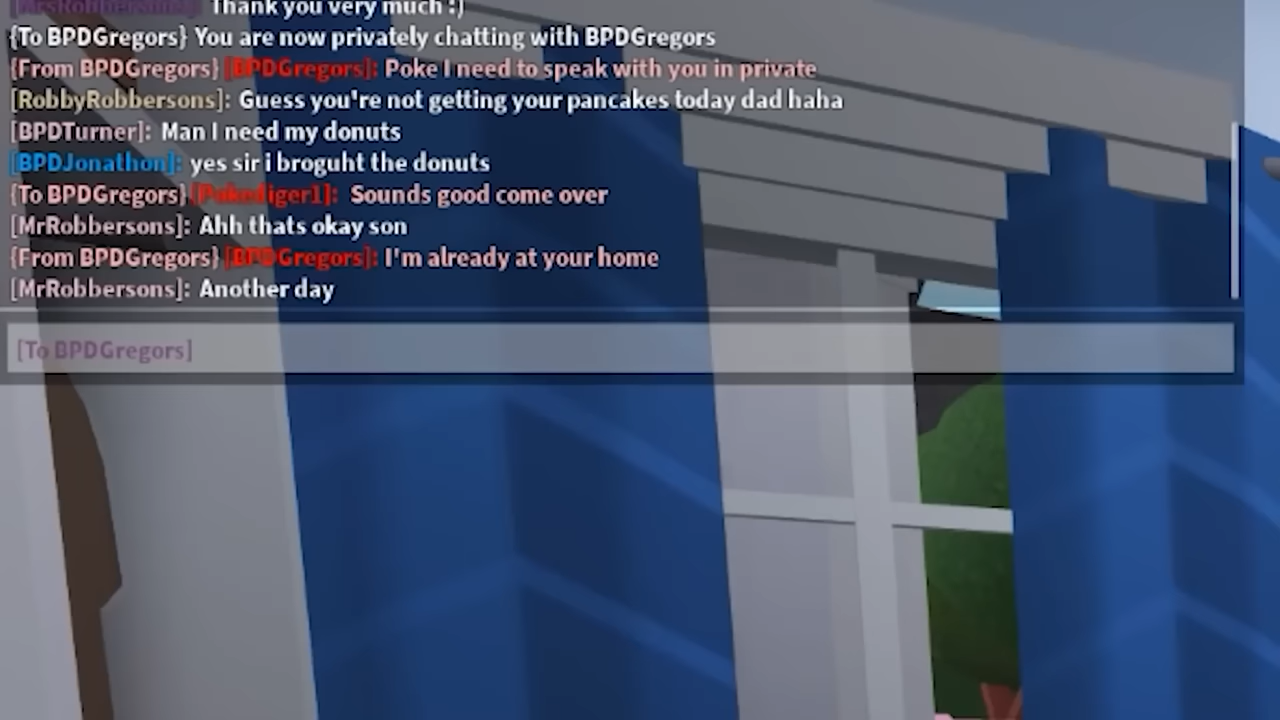 [MrsRobbersons]: Thank you very much :)
{To BPDGregors} You are now privately chatting with BPDGregors
{From BPDGregors} [BPDGregors]: Poke I need to speak with you in private
[RobbyRobbersons]: Guess you're not getting your pancakes today dad haha
[BPDTurner]: Man I need my donuts
[BPDJonathon]: yes sir i broguht the donuts
{To BPDGregors} [Pokediger1]: Sounds good come over
[MrRobbersons]: Ahh thats okay son
{From BPDGregors} [BPDGregors]: I'm already at your home
[MrRobbersons]: Another day
[To BPDGregors]